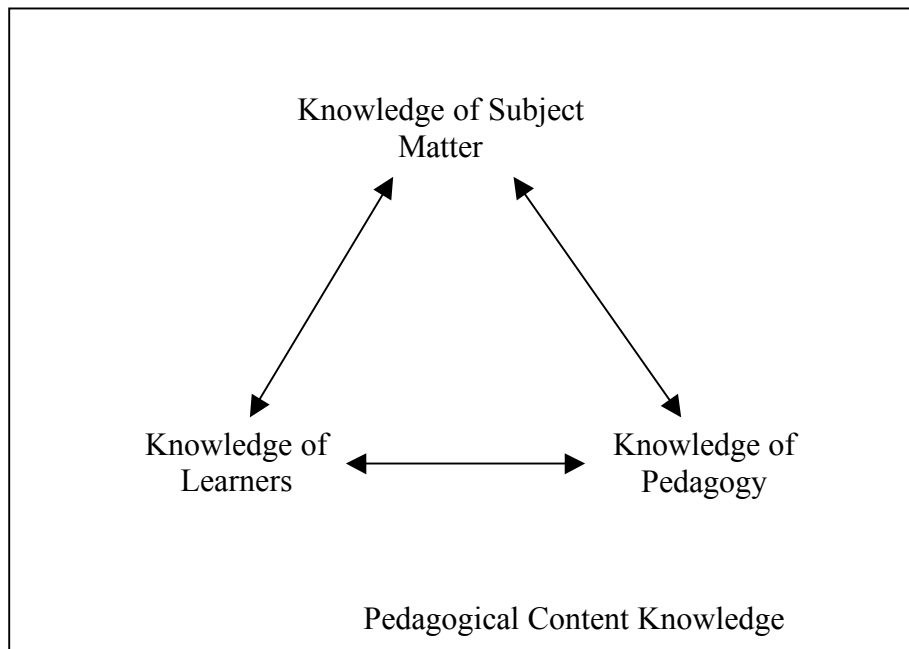 Knowledge of Subject
Matter
Knowledge of
Learners
Knowledge of
Pedagogy
Pedagogical Content Knowledge